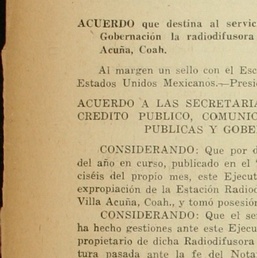 ACUERDO que destina al servic
Gobernación la radiodifusora
Acuña, Coah.
Al margen un sello con el Esc
Estados Unidos Mexicanos.—Presi
ACUERDO A LAS SECRETARIA
CREDITO PUBLICO, COMUNIC
PUBLICAS Y GOBE
CONSIDERANDO: Que por d
del año en curso, publicado en el "
ciséis del propio mes, este Ejecut
expropiación de la Estación Radiod
Villa Acuña, Coah., y tomó posesión
CONSIDERANDO: Que el se
ha hecho gestiones ante este Ejecu
propietario de dicha Radiodifusora
tura pasada ante la fe del Nota